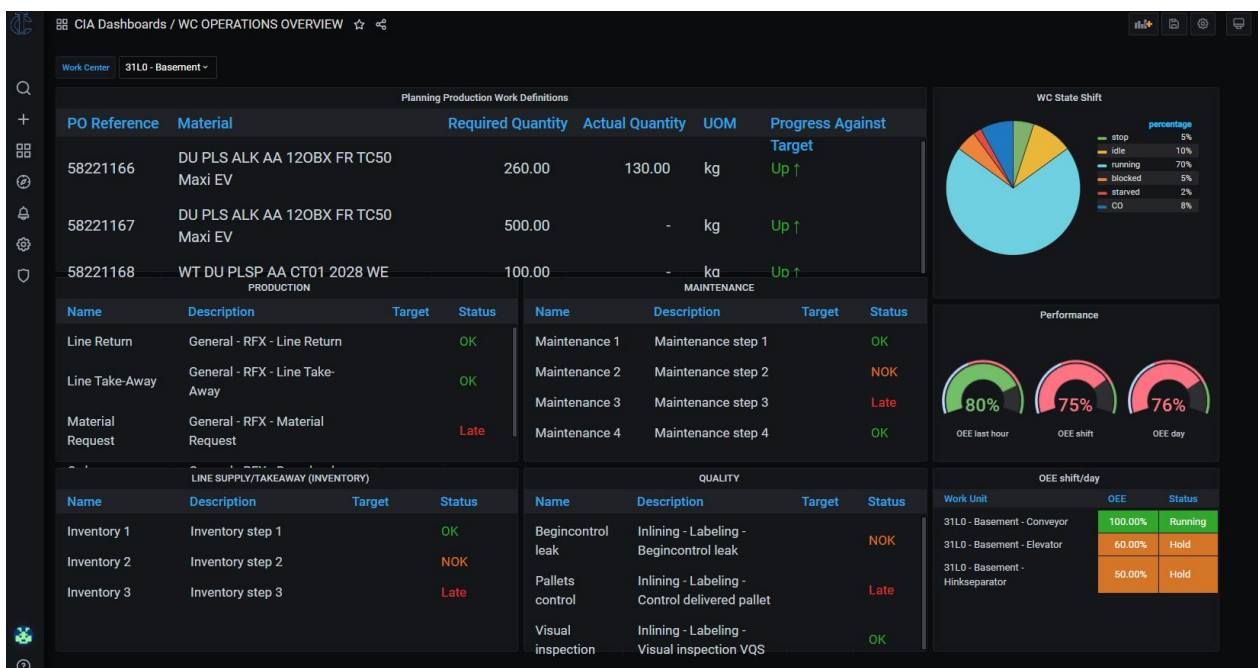 CIA Dashboards / WC OPERATIONS OVERVIEW
Work Center 31L0 - Basement
Planning Production Work Definitions
PO Reference Material Required Quantity Actual Quantity UOM Progress Against Target
58221166 DU PLS ALK AA 12OBX FR TC50 Maxi EV 260.00 130.00 kg Up ↑
58221167 DU PLS ALK AA 12OBX FR TC50 Maxi EV 500.00 - kg Up ↑
58221168 WT DU PLSP AA CT01 2028 WE 100.00 - kg Up ↑
WC State Shift
percentage
stop 5%
idle 10%
running 70%
blocked 5%
starved 2%
CO 8%
PRODUCTION
Name Description Target Status
Line Return General - RFX - Line Return OK
Line Take-Away General - RFX - Line Take-Away OK
Material Request General - RFX - Material Request Late
MAINTENANCE
Name Description Target Status
Maintenance 1 Maintenance step 1 OK
Maintenance 2 Maintenance step 2 NOK
Maintenance 3 Maintenance step 3 Late
Maintenance 4 Maintenance step 4 OK
Performance
80% 75% 76%
OEE last hour OEE shift OEE day
LINE SUPPLY/TAKEAWAY (INVENTORY)
Name Description Target Status
Inventory 1 Inventory step 1 OK
Inventory 2 Inventory step 2 NOK
Inventory 3 Inventory step 3 Late
QUALITY
Name Description Target Status
Begincontrol leak Inlining - Labeling - Begincontrol leak NOK
Pallets control Inlining - Labeling - Control delivered pallet Late
Visual inspection Inlining - Labeling - Visual inspection VQS OK
OEE shift/day
Work Unit OEE Status
31L0 - Basement - Conveyor 100.00% Running
31L0 - Basement - Elevator 60.00% Hold
31L0 - Basement - Hinkseparator 50.00% Hold